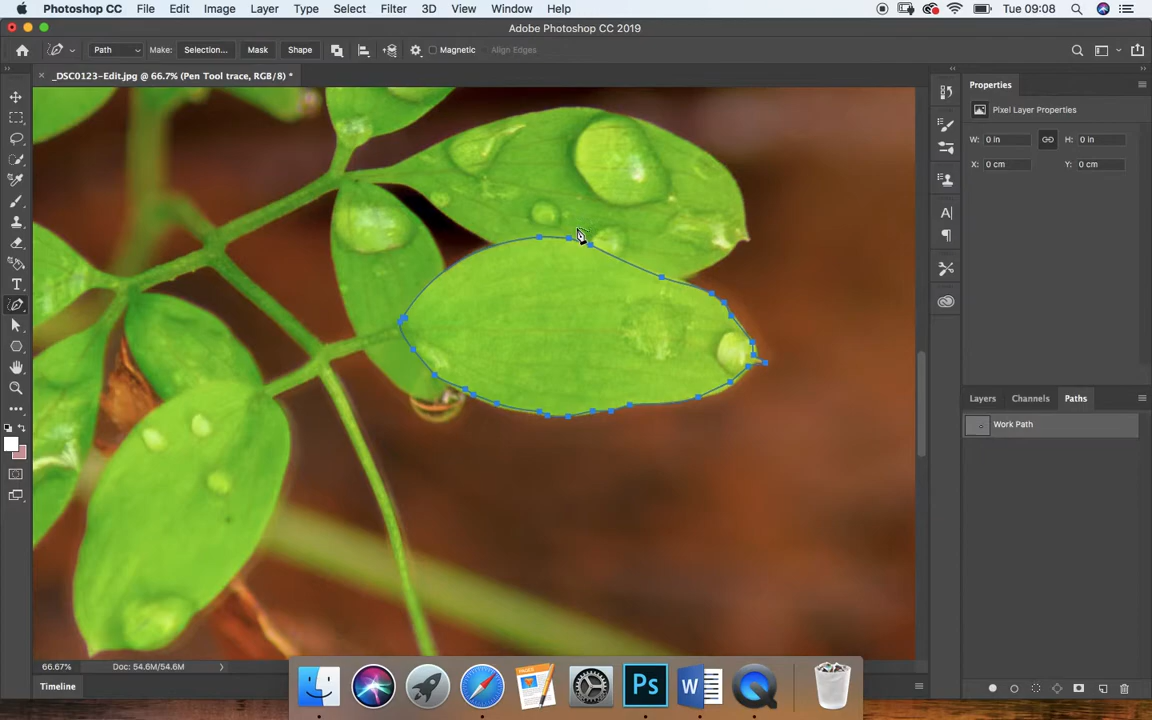 Photoshop CC File Edit Image Layer Type Select Filter 3D View Window Help Tue 09:08
Adobe Photoshop CC 2019
Path Make: Selection... Mask Shape Magnetic Align Edges
× _DSC0123-Edit.jpg @ 66.7% (Pen Tool trace, RGB/8) *
Properties
Pixel Layer Properties
W: 0 in H: 0 in
X: 0 cm Y: 0 cm
Layers Channels Paths
Work Path
66.67% Doc: 54.6M/54.6M
Timeline
Ps
W